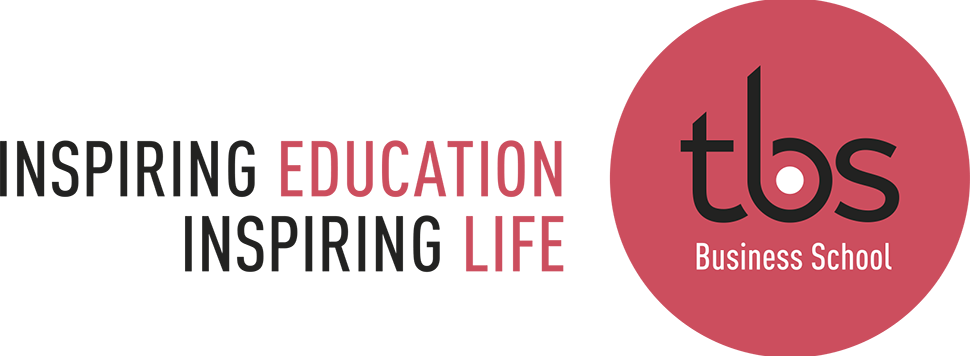 INSPIRING EDUCATION
INSPIRING LIFE
tbs
Business School